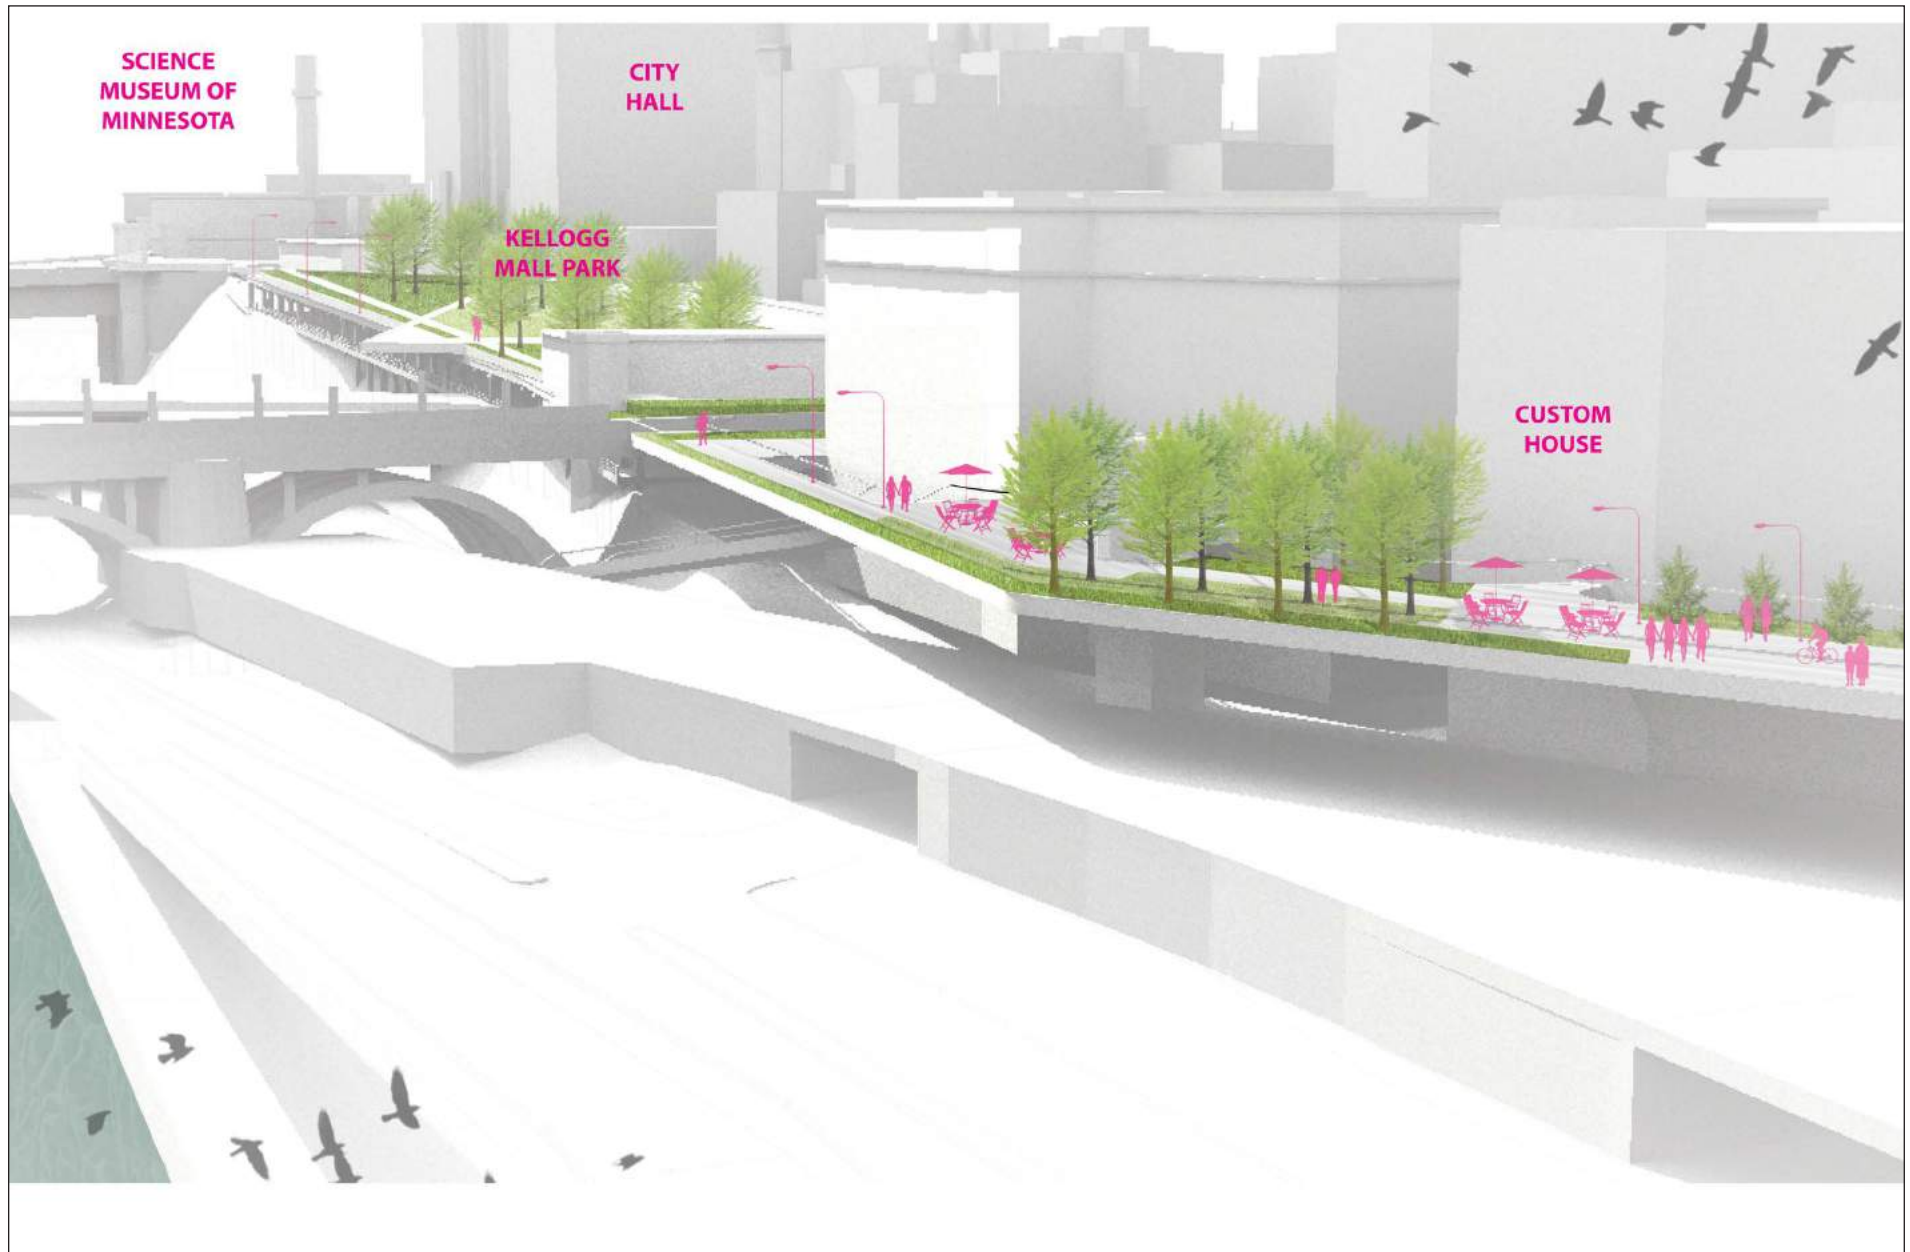 SCIENCE
MUSEUM OF
MINNESOTA
CITY
HALL
KELLOGG
MALL PARK
CUSTOM
HOUSE